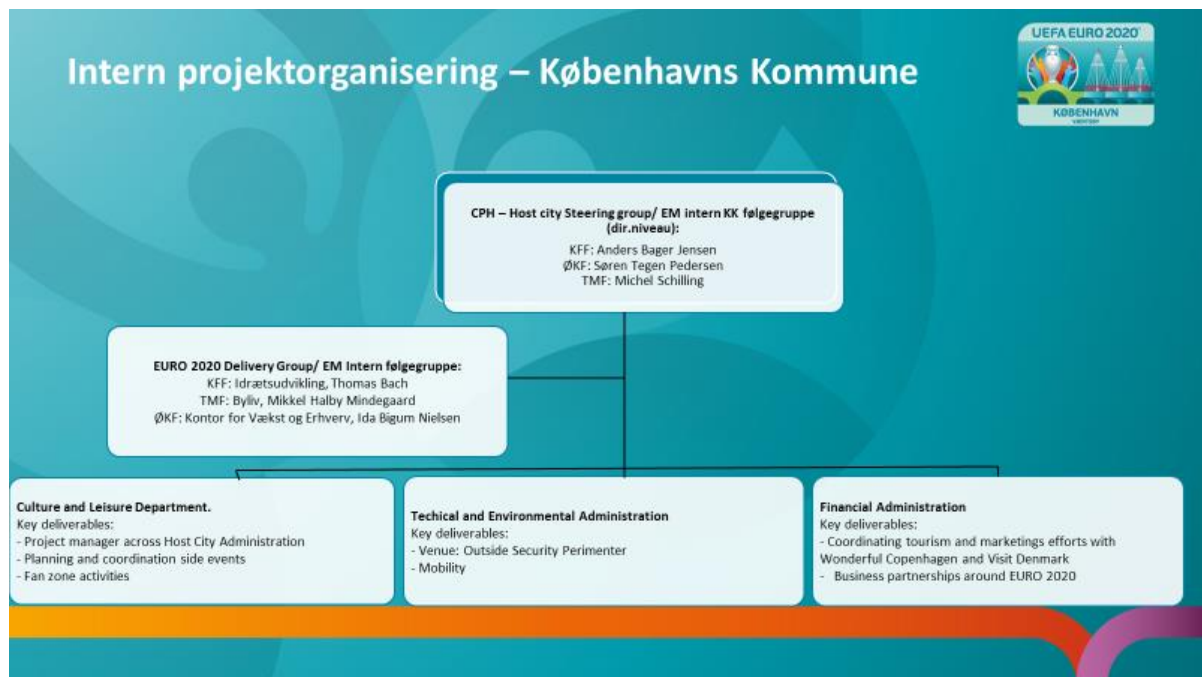 Intern projektorganisering – Københavns Kommune
UEFA EURO 2020
KØBENHAVN
CPH – Host city Steering group/ EM intern KK følgegruppe
(dir.niveau):
KFF: Anders Bager Jensen
ØKF: Søren Tegen Pedersen
TMF: Michel Schilling
EURO 2020 Delivery Group/ EM Intern følgegruppe:
KFF: Idrætsudvikling, Thomas Bach
TMF: Byliv, Mikkel Halby Mindegaard
ØKF: Kontor for Vækst og Erhverv, Ida Bigum Nielsen
Culture and Leisure Department.
Key deliverables:
- Project manager across Host City Administration
- Planning and coordination side events
- Fan zone activities
Techical and Environmental Administration
Key deliverables:
- Venue: Outside Security Perimenter
- Mobility
Financial Administration
Key deliverables:
- Coordinating tourism and marketings efforts with
Wonderful Copenhagen and Visit Denmark
- Business partnerships around EURO 2020